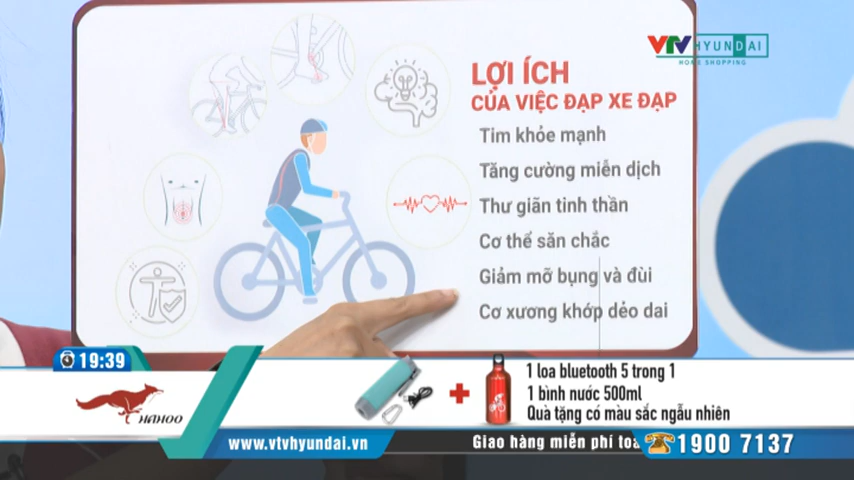 VTV HYUNDAI
HOME SHOPPING
LỢI ÍCH
CỦA VIỆC ĐẠP XE ĐẠP
Tim khỏe mạnh
Tăng cường miễn dịch
Thư giãn tinh thần
Cơ thể săn chắc
Giảm mỡ bụng và đùi
Cơ xương khớp dẻo dai
19:39
HAHOO
1 loa bluetooth 5 trong 1
1 bình nước 500ml
Quà tặng có màu sắc ngẫu nhiên
www.vtvhyundai.vn
Giao hàng miễn phí toà
1900 7137